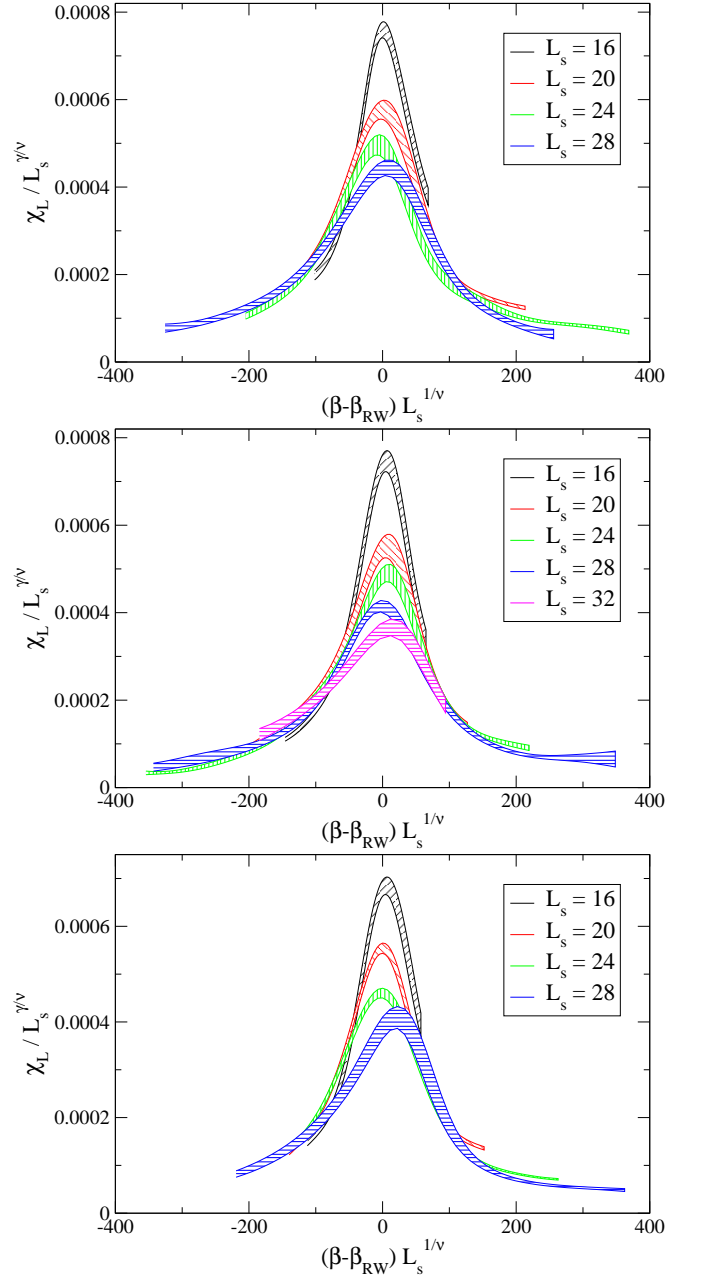 0.0008
0.0006
0.0004
0.0002
0
χ_L / L_s^{γ/ν}
L_s = 16
L_s = 20
L_s = 24
L_s = 28
-400 -200 0 200 400
(β-β_RW) L_s^{1/ν}
0.0008
0.0006
0.0004
0.0002
0
χ_L / L_s^{γ/ν}
L_s = 16
L_s = 20
L_s = 24
L_s = 28
L_s = 32
-400 -200 0 200 400
(β-β_RW) L_s^{1/ν}
0.0006
0.0004
0.0002
0
χ_L / L_s^{γ/ν}
L_s = 16
L_s = 20
L_s = 24
L_s = 28
-400 -200 0 200 400
(β-β_RW) L_s^{1/ν}